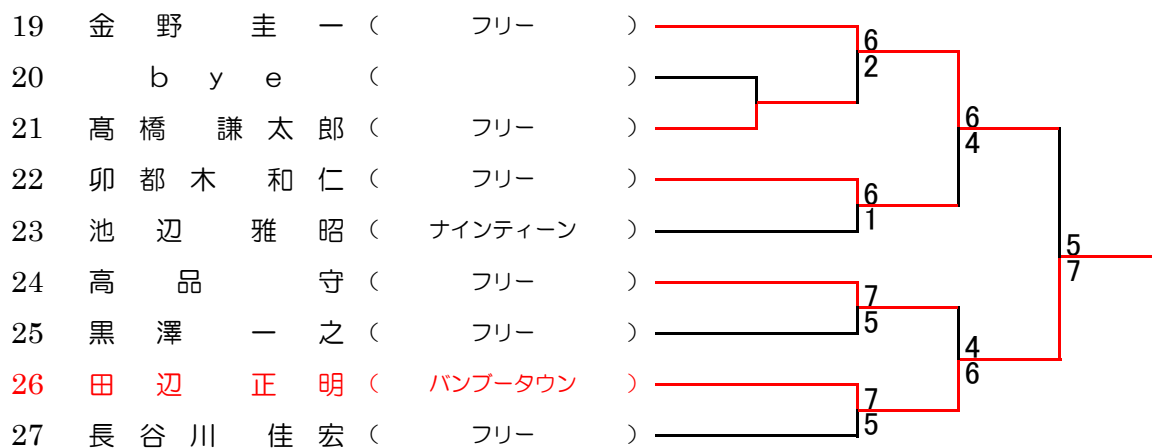 19 金野 圭一 ( フリー ) 6
20 bye ( ) 2
21 髙橋 謙太郎 ( フリー ) 6 4
22 卯都木 和仁 ( フリー ) 6
23 池辺 雅昭 ( ナインティーン ) 1 5
24 高品 守 ( フリー ) 7 7
25 黒澤 一之 ( フリー ) 5 4
26 田辺 正明 ( バンブータウン ) 7 6
27 長谷川 佳宏 ( フリー ) 5